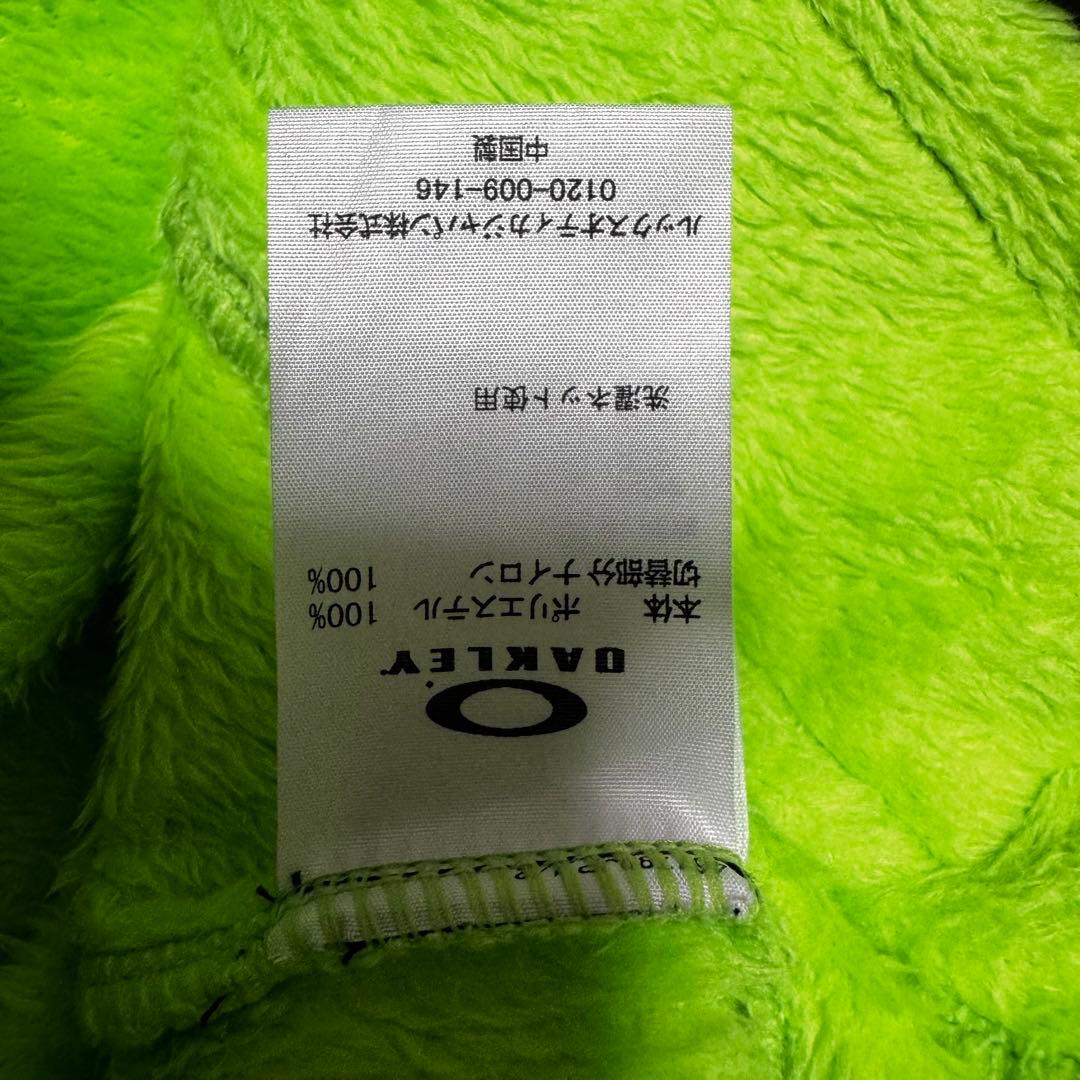 OAKLEY
本体 ポリエステル 100%
切替部分 ナイロン 100%
洗濯ネット使用
ルックスオティカジャパン株式会社
0120-009-146
中国製